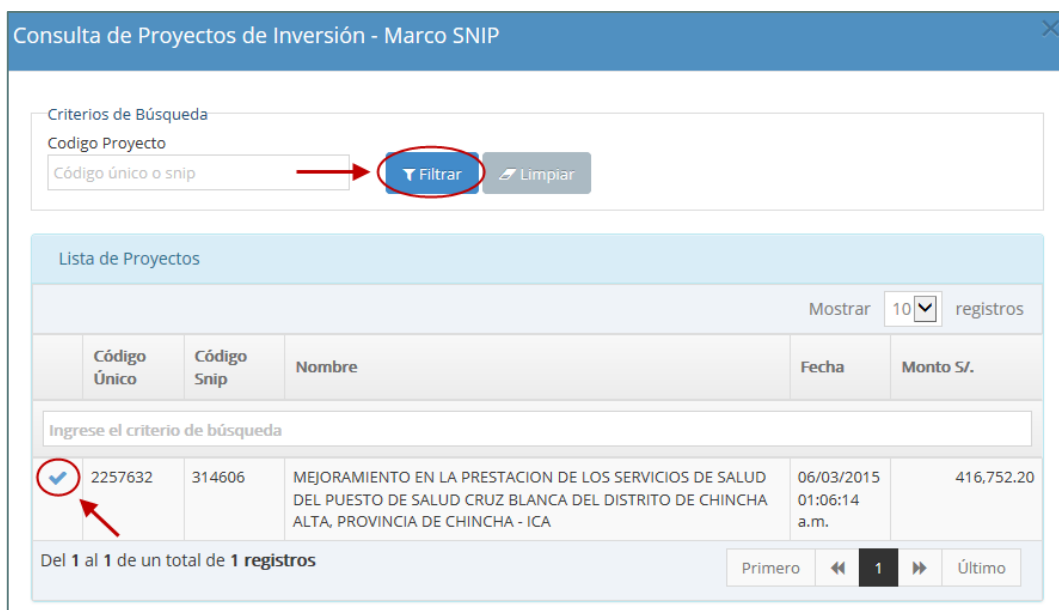 Consulta de Proyectos de Inversión - Marco SNIP
Criterios de Búsqueda
Codigo Proyecto
Código único o snip
Filtrar
Limpiar
Lista de Proyectos
Mostrar 10 registros
Código Único
Código Snip
Nombre
Fecha
Monto S/.
Ingrese el criterio de búsqueda
2257632
314606
MEJORAMIENTO EN LA PRESTACION DE LOS SERVICIOS DE SALUD
DEL PUESTO DE SALUD CRUZ BLANCA DEL DISTRITO DE CHINCHA
ALTA, PROVINCIA DE CHINCHA - ICA
06/03/2015
01:06:14
a.m.
416,752.20
Del 1 al 1 de un total de 1 registros
Primero
1
Último